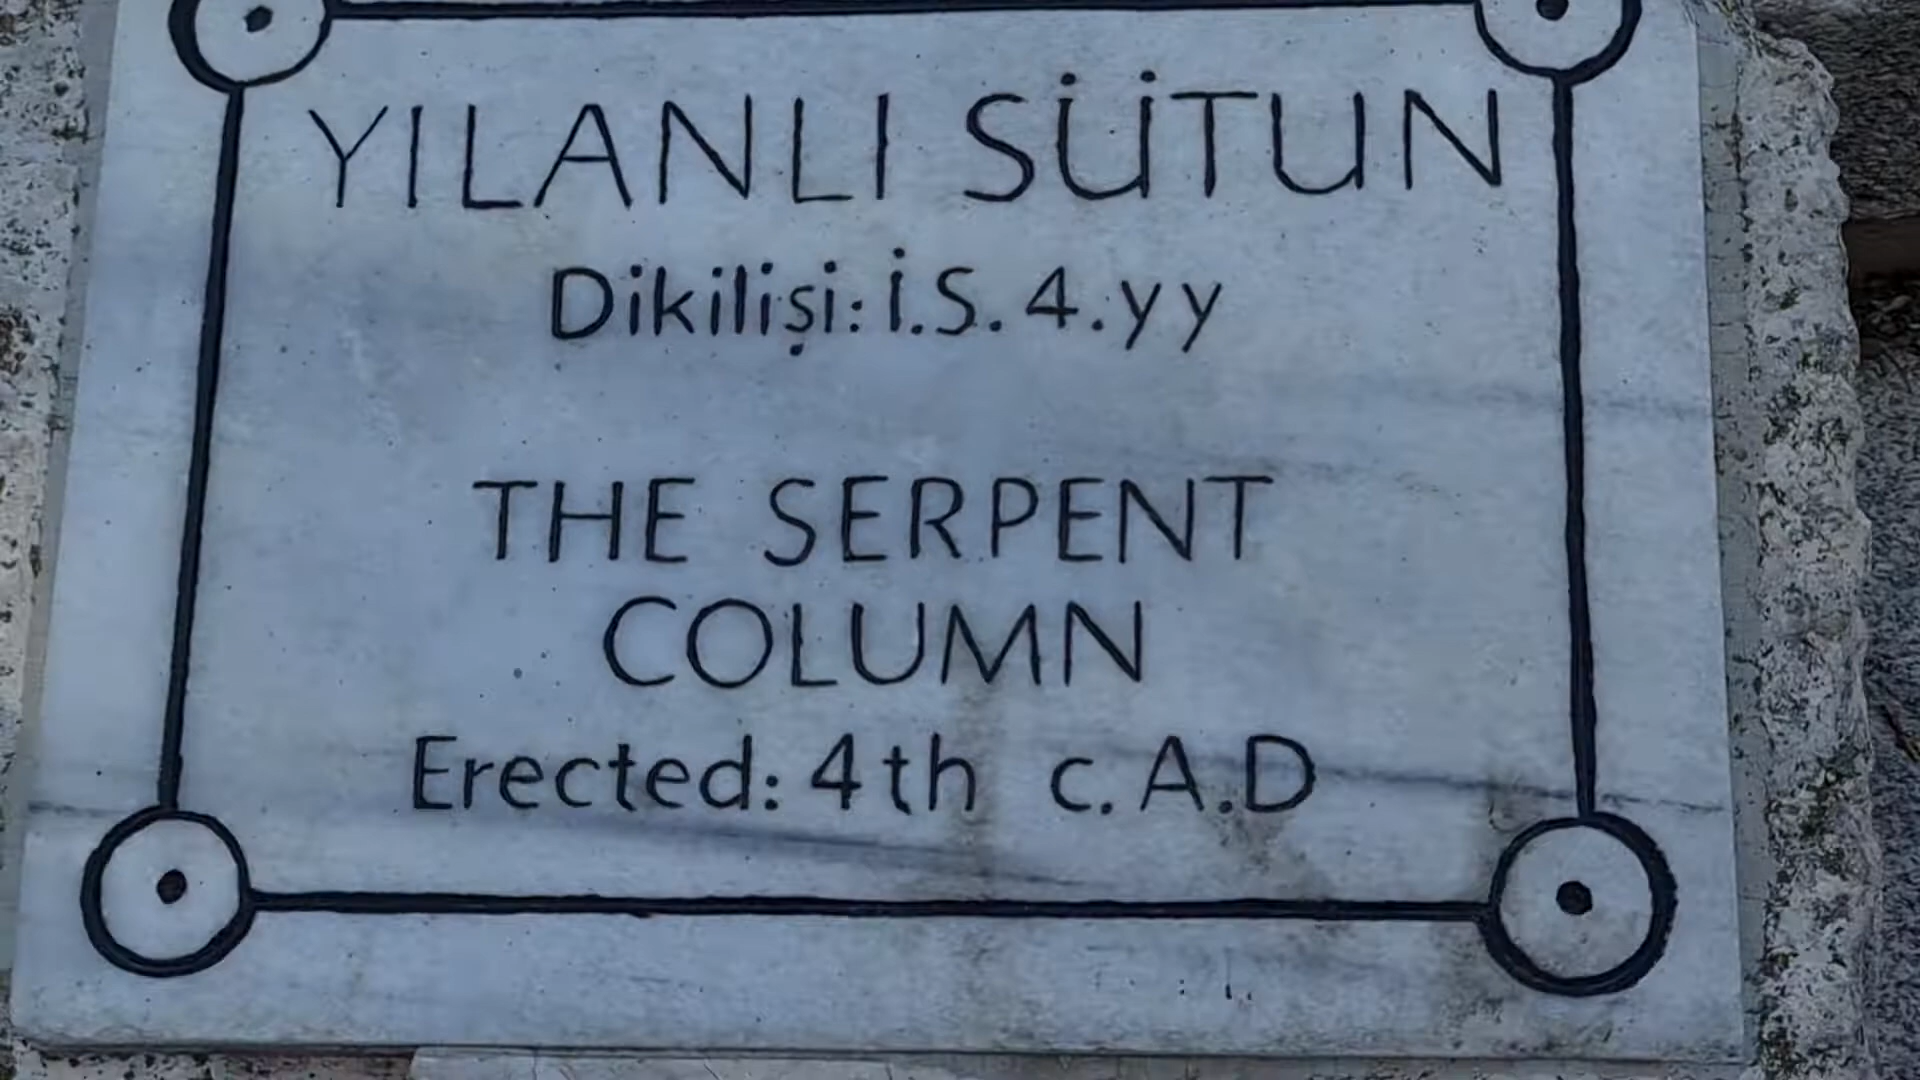 YILANLI SÜTUN
Dikilişi: İ.S. 4.yy
THE SERPENT
COLUMN
Erected: 4th c. A.D